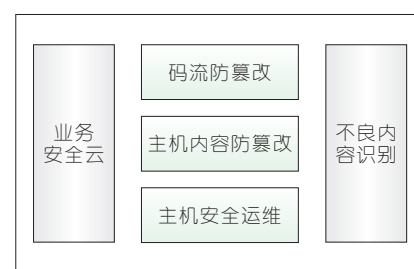 业务
安全云
码流防篡改
主机内容防篡改
主机安全运维
不良内
容识别